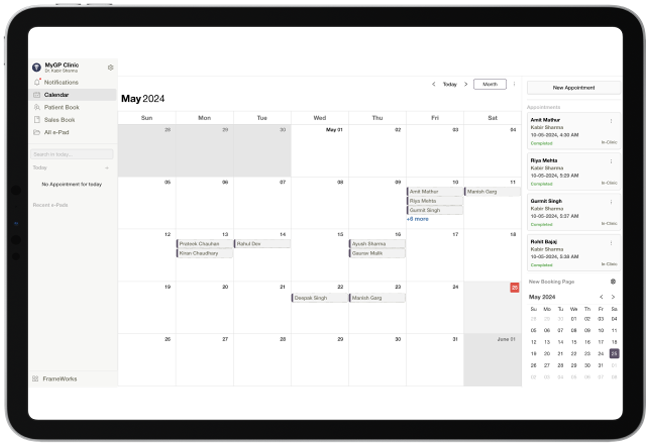 MyGP Clinic
Dr. Kabir Sharma
Notifications
Calendar
Patient Book
Sales Book
All e-Pad
Search to today...
Today
No Appointment for today
Recent e-Pads
FrameWorks
Today
Month
May 2024
Sun Mon Tue Wed Thu Fri Sat
28 29 30 May 01 02 03 04
05 06 07 08 09 10 11
Amit Mathur Manish Garg
Riya Mehta
Gurmit Singh
+6 more
12 13 14 15 16 17 18
Prateek Chauhan Rahul Dev Ayush Sharma
Kiran Chaudhary Gaurav Malik
19 20 21 22 23 24 25
Deepak Singh Manish Garg
26 27 28 29 30 31 June 01
New Appointment
Appointments
Amit Mathur
Kabir Sharma
10-05-2024, 4:30 AM
Completed In-Clinic
Riya Mehta
Kabir Sharma
10-05-2024, 5:29 AM
Completed In-Clinic
Gurmit Singh
Kabir Sharma
10-05-2024, 5:37 AM
Completed In-Clinic
Rohit Bajaj
Kabir Sharma
10-05-2024, 5:38 AM
Completed In-Clinic
New Booking Page
May 2024
Su Mo Tu We Th Fr Sa
28 29 30 01 02 03 04
05 06 07 08 09 10 11
12 13 14 15 16 17 18
19 20 21 22 23 24 25
26 27 28 29 30 31 01
02 03 04 05 06 07 08